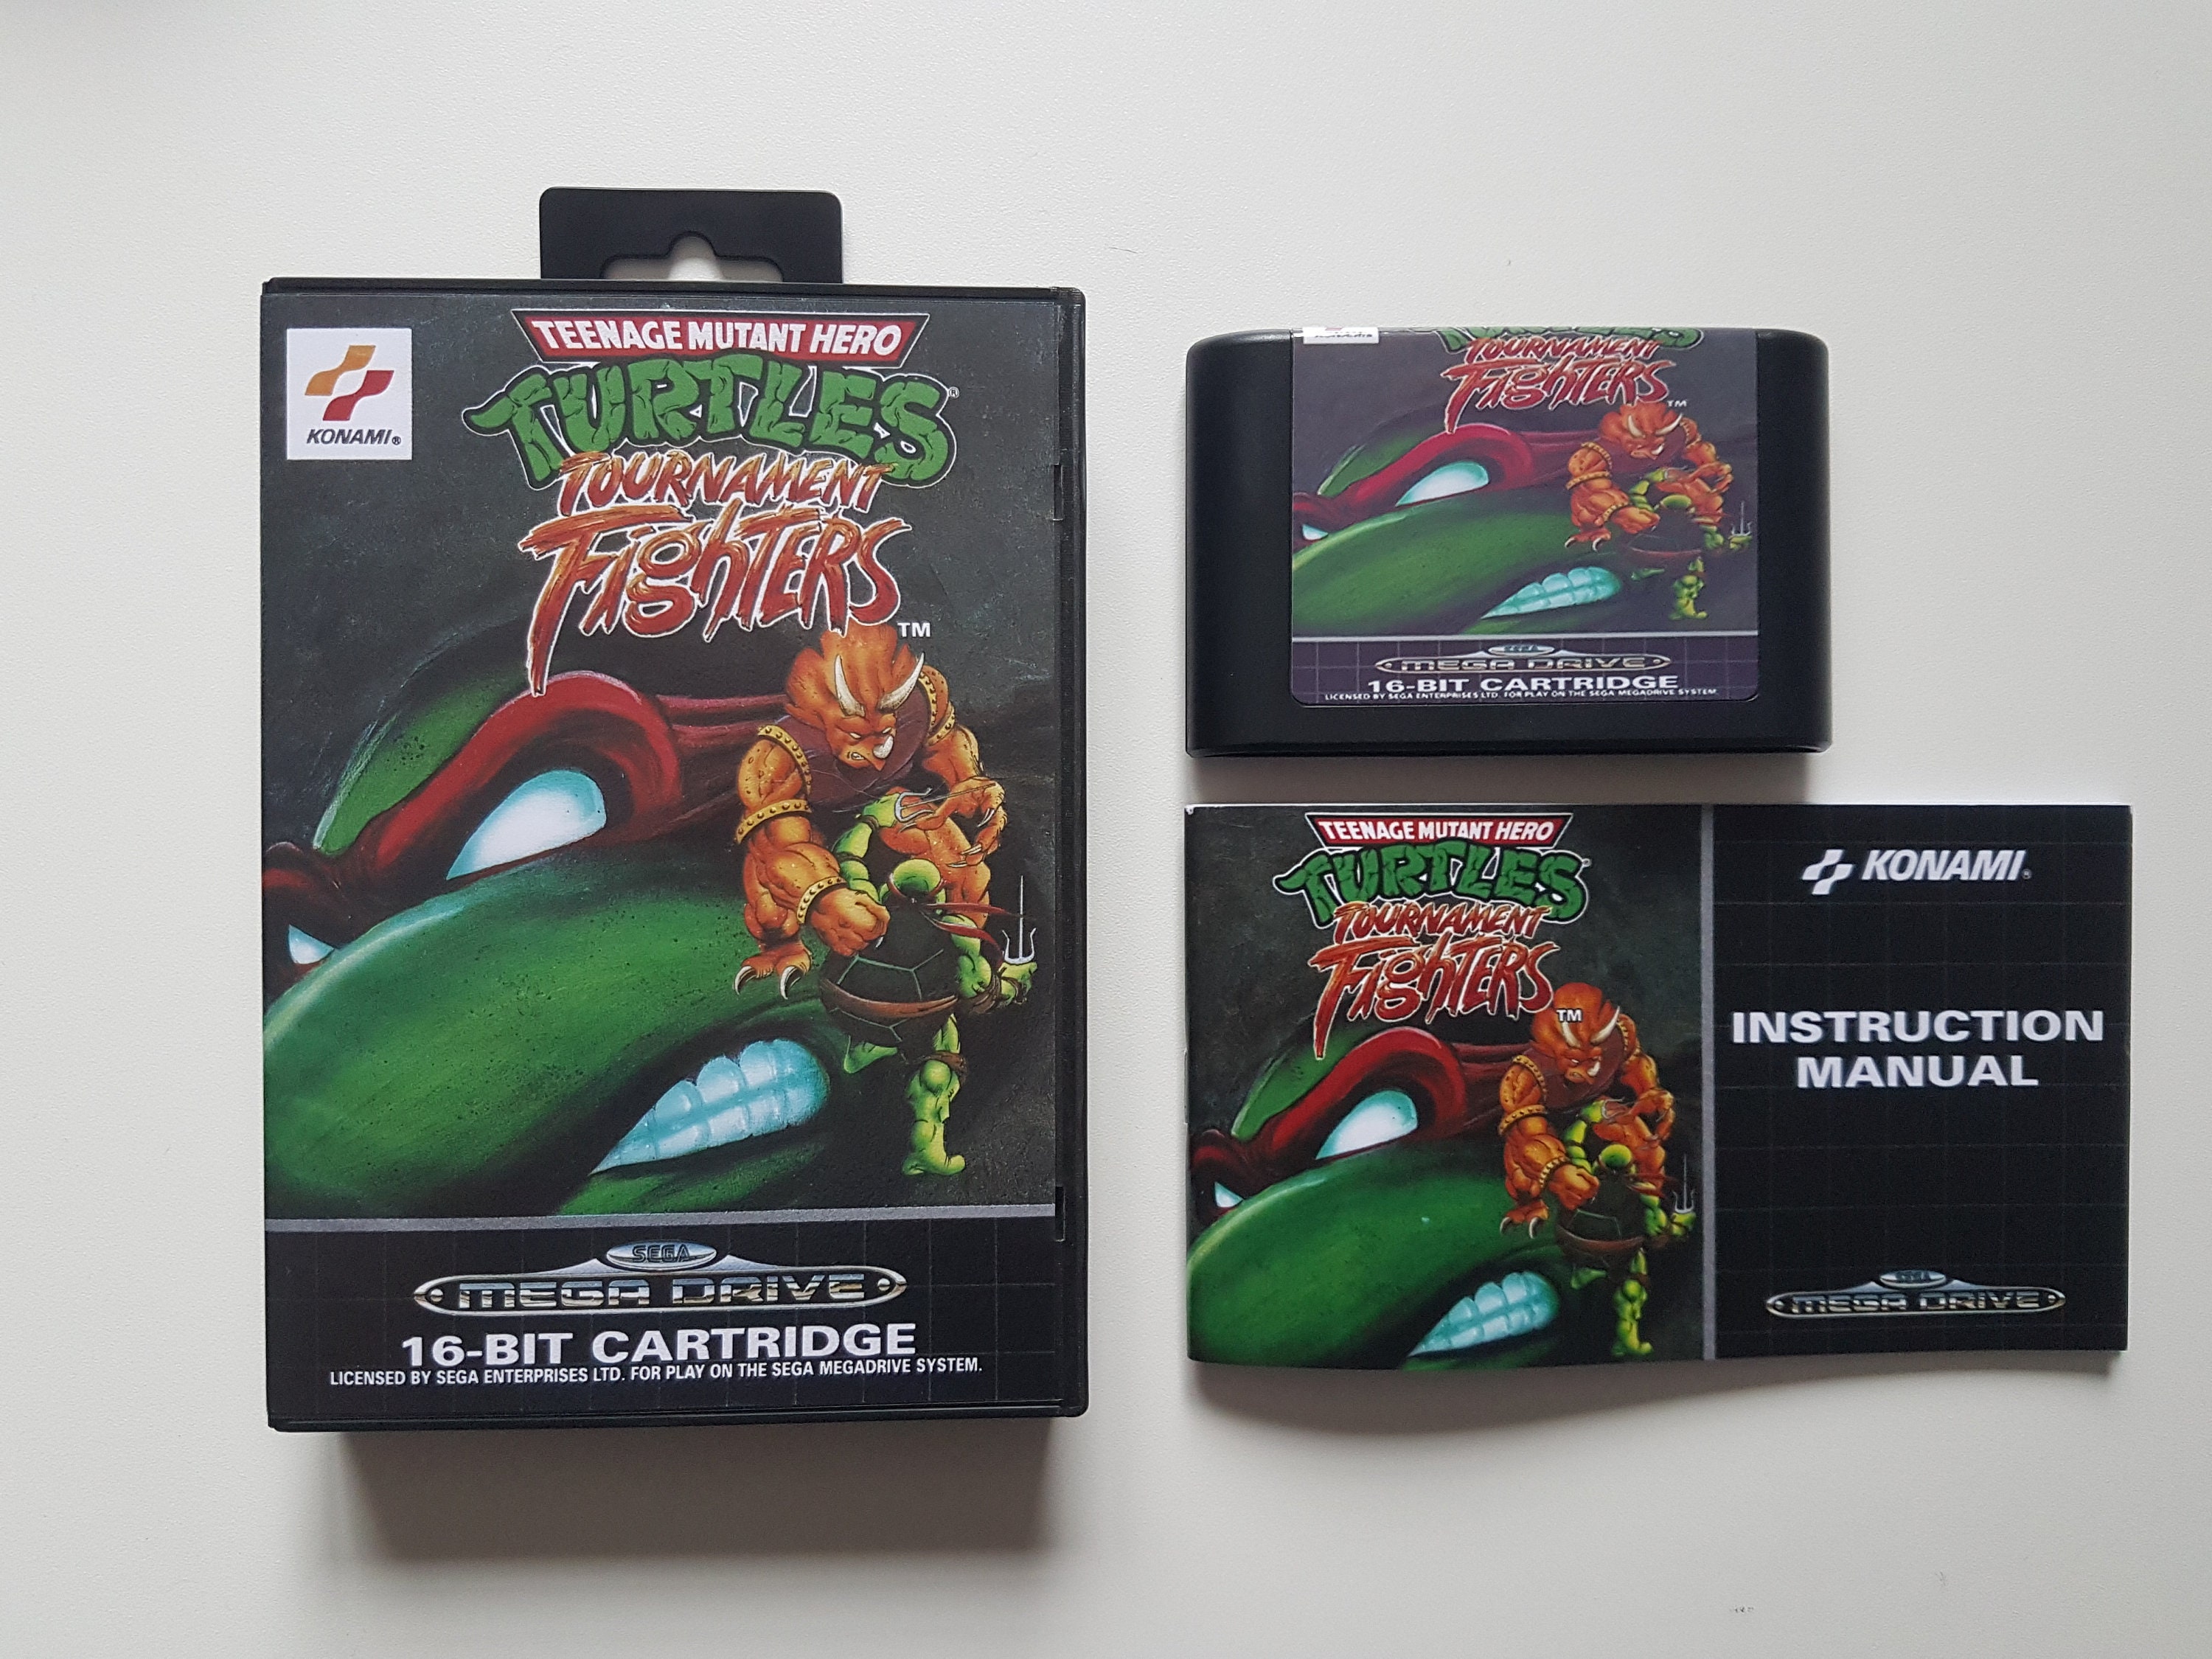 KONAMI®
TEENAGE MUTANT HERO
TURTLES®
TOURNAMENT
FIGHTERS
TM
SEGA
MEGA DRIVE
16-BIT CARTRIDGE
LICENSED BY SEGA ENTERPRISES LTD. FOR PLAY ON THE SEGA MEGADRIVE SYSTEM.
TOURNAMENT
FIGHTERS
TM
SEGA
MEGA DRIVE
16-BIT CARTRIDGE
LICENSED BY SEGA ENTERPRISES LTD. FOR PLAY ON THE SEGA MEGADRIVE SYSTEM.
TEENAGE MUTANT HERO
TURTLES®
TOURNAMENT
FIGHTERS
TM
KONAMI®
INSTRUCTION
MANUAL
SEGA
MEGA DRIVE